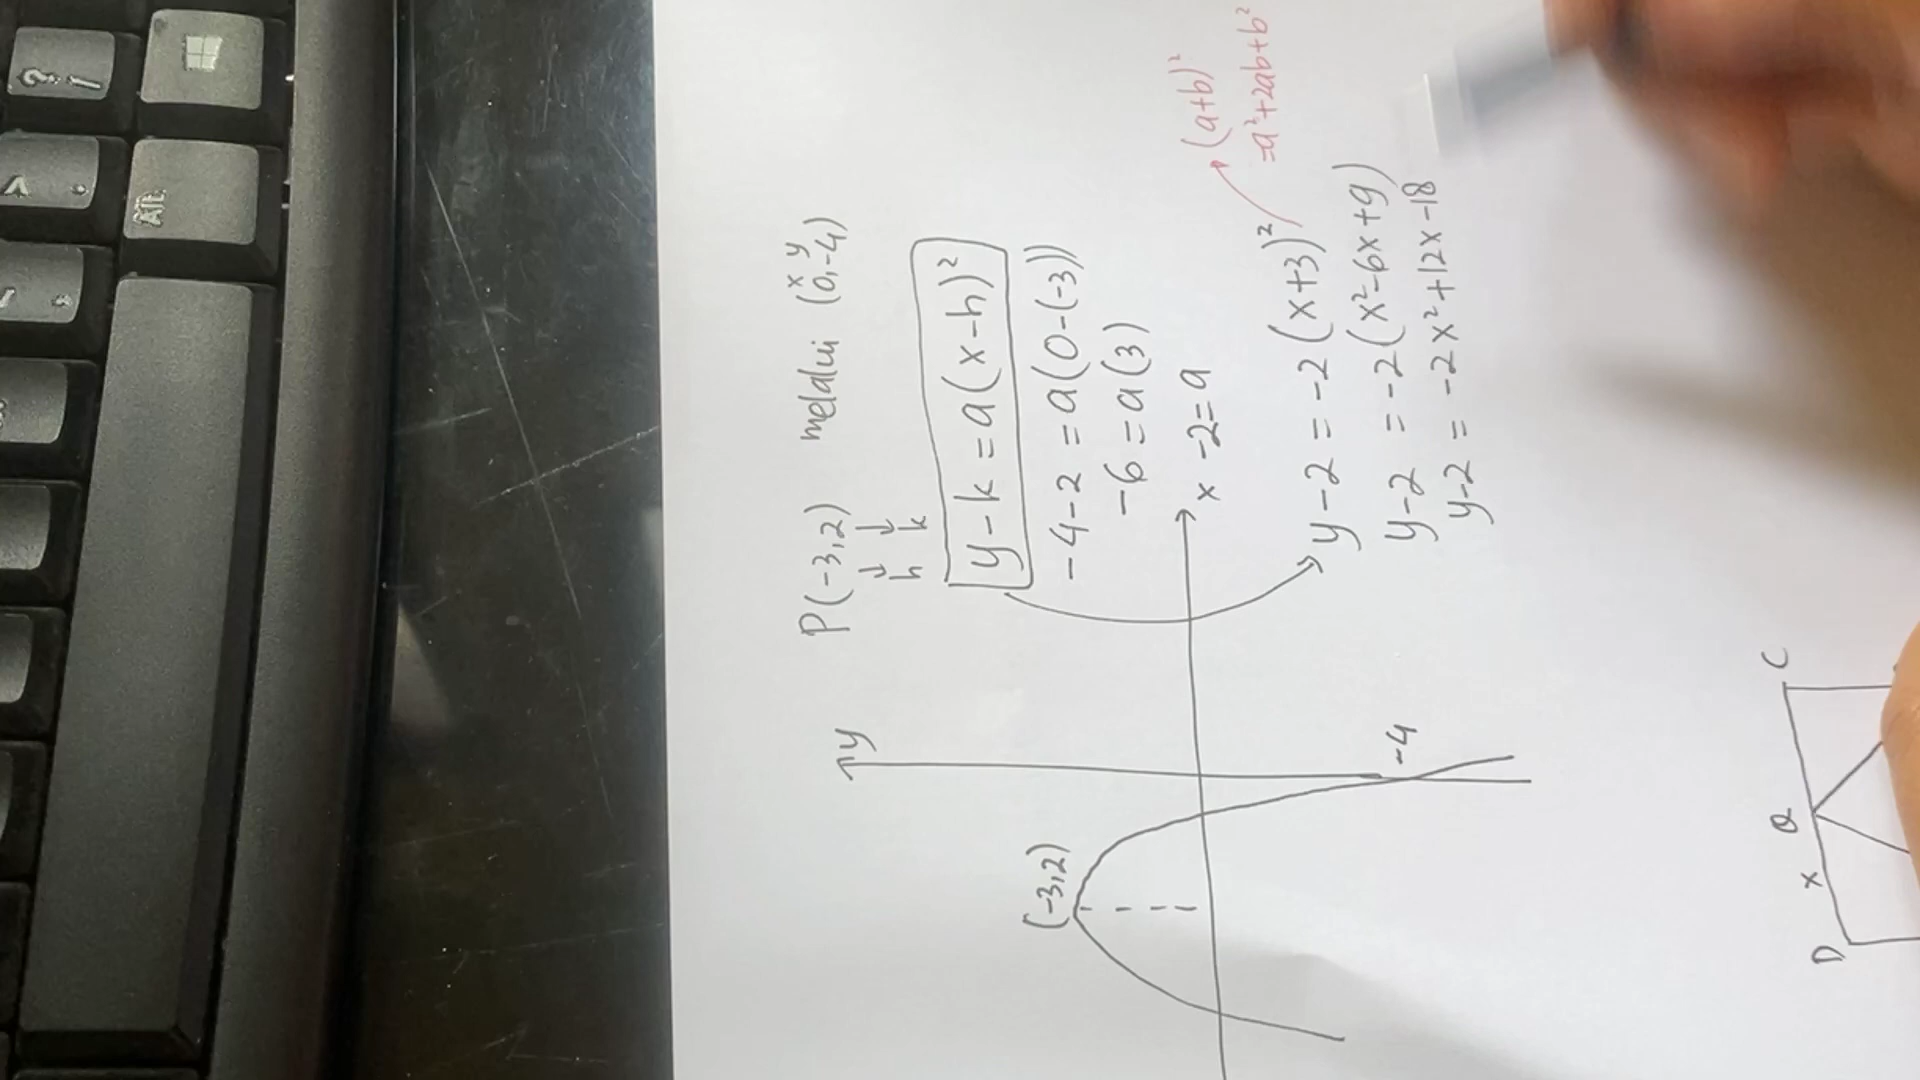 P(-3,2) melalui (0,-4)
x y
h k
y-k = a(x-h)²
-4-2 = a(0-(-3))
-6 = a(3)
-2 = a
y-2 = -2(x+3)²
(a+b)²
=a²+2ab+b²
y-2 = -2(x²-6x+9)
y-2 = -2x²+12x-18
y
(-3,2)
x
-4
D x Q C
Alt